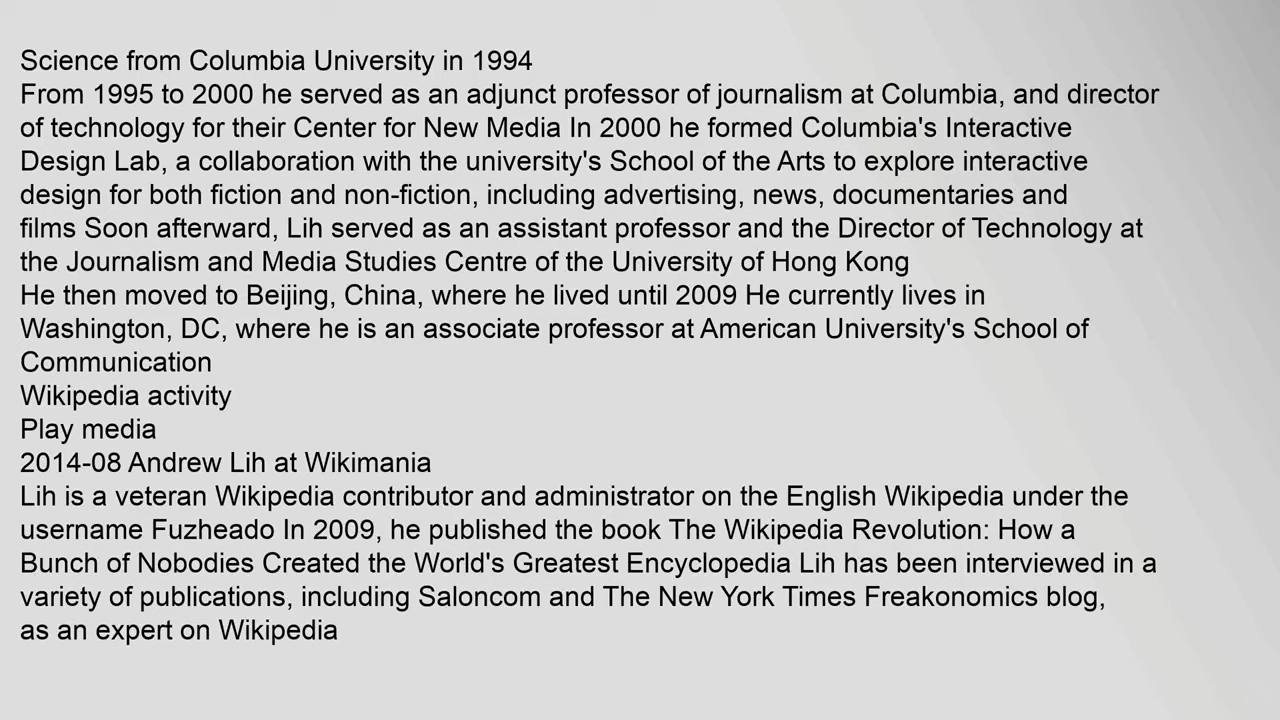 Science from Columbia University in 1994
From 1995 to 2000 he served as an adjunct professor of journalism at Columbia, and director
of technology for their Center for New Media In 2000 he formed Columbia's Interactive
Design Lab, a collaboration with the university's School of the Arts to explore interactive
design for both fiction and non-fiction, including advertising, news, documentaries and
films Soon afterward, Lih served as an assistant professor and the Director of Technology at
the Journalism and Media Studies Centre of the University of Hong Kong
He then moved to Beijing, China, where he lived until 2009 He currently lives in
Washington, DC, where he is an associate professor at American University's School of
Communication
Wikipedia activity
Play media
2014-08 Andrew Lih at Wikimania
Lih is a veteran Wikipedia contributor and administrator on the English Wikipedia under the
username Fuzheado In 2009, he published the book The Wikipedia Revolution: How a
Bunch of Nobodies Created the World's Greatest Encyclopedia Lih has been interviewed in a
variety of publications, including Saloncom and The New York Times Freakonomics blog,
as an expert on Wikipedia